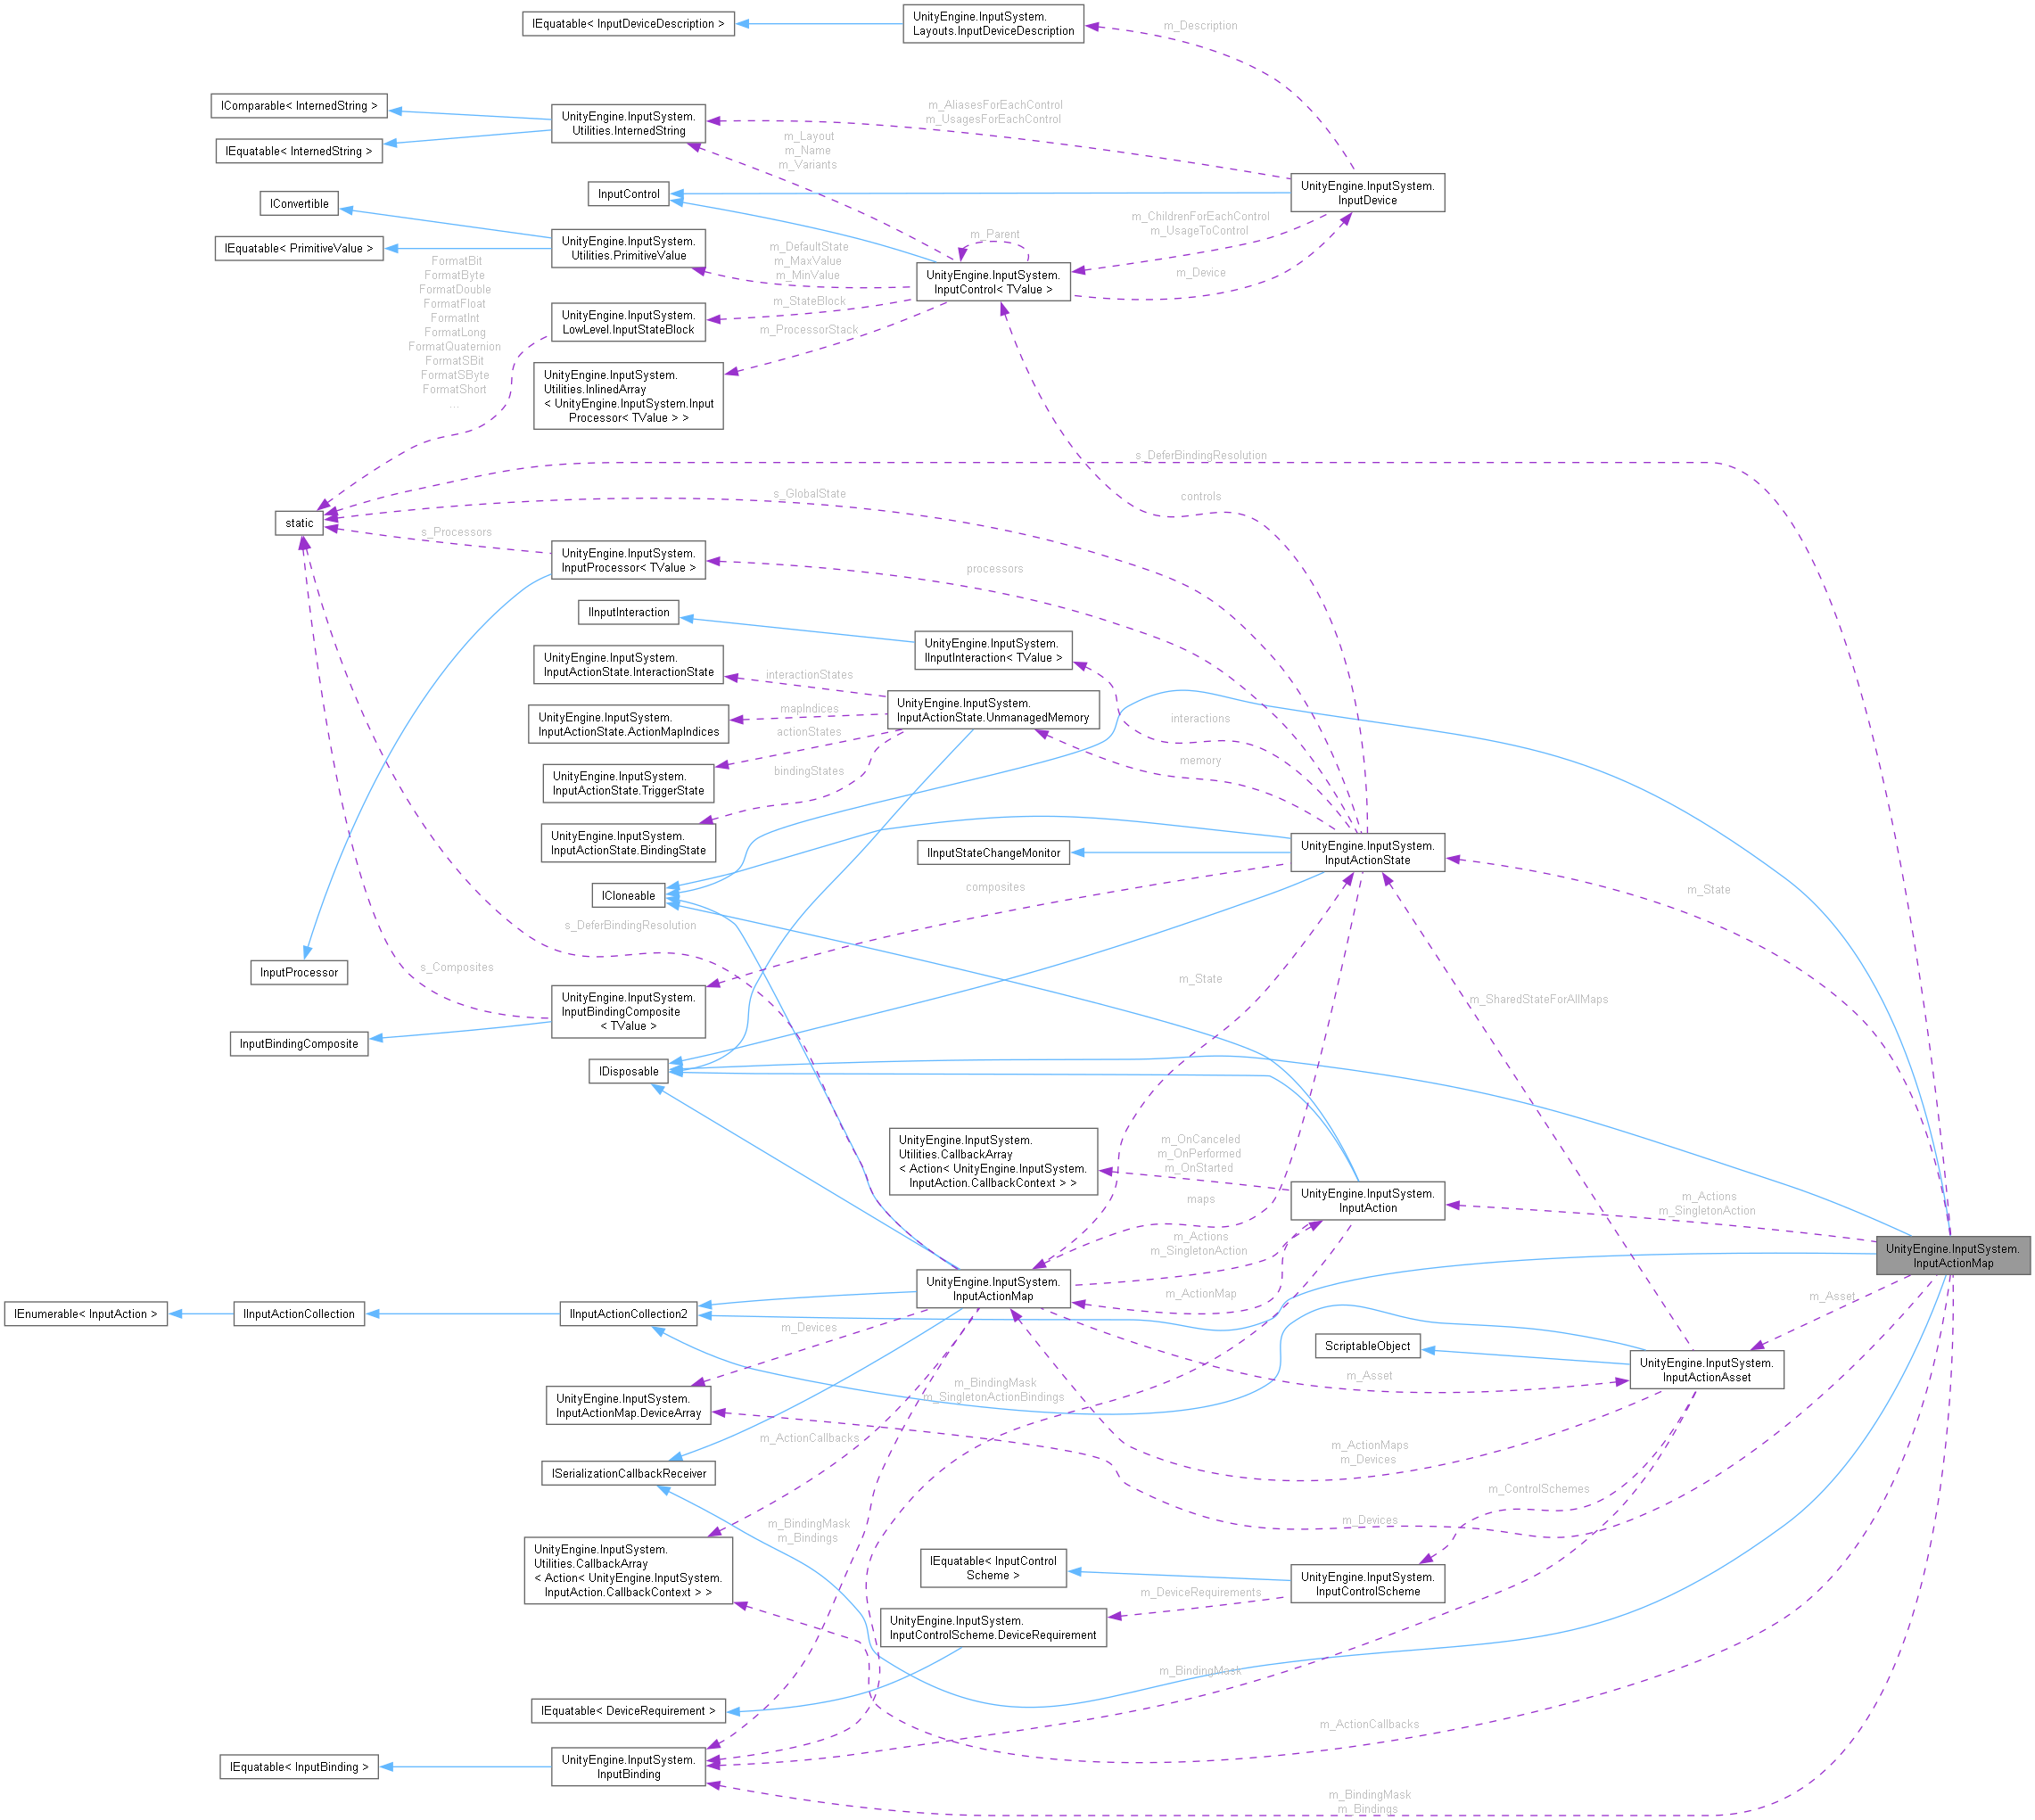 IEquatable< InputDeviceDescription >
UnityEngine.InputSystem.
Layouts.InputDeviceDescription
m_Description
IComparable< InternedString >
IEquatable< InternedString >
UnityEngine.InputSystem.
Utilities.InternedString
m_AliasesForEachControl
m_UsagesForEachControl
m_Layout
m_Name
m_Variants
InputControl
UnityEngine.InputSystem.
InputDevice
IConvertible
IEquatable< PrimitiveValue >
UnityEngine.InputSystem.
Utilities.PrimitiveValue
m_DefaultState
m_MaxValue
m_MinValue
m_Parent
UnityEngine.InputSystem.
InputControl< TValue >
m_ChildrenForEachControl
m_UsageToControl
m_Device
FormatBit
FormatByte
FormatDouble
FormatFloat
FormatInt
FormatLong
FormatQuaternion
FormatSBit
FormatSByte
FormatShort
...
UnityEngine.InputSystem.
LowLevel.InputStateBlock
m_StateBlock
m_ProcessorStack
UnityEngine.InputSystem.
Utilities.InlinedArray
< UnityEngine.InputSystem.Input
Processor< TValue > >
s_DeferBindingResolution
s_GlobalState
controls
static
s_Processors
UnityEngine.InputSystem.
InputProcessor< TValue >
processors
IInputInteraction
UnityEngine.InputSystem.
IInputInteraction< TValue >
UnityEngine.InputSystem.
InputActionState.InteractionState
interactionStates
UnityEngine.InputSystem.
InputActionState.UnmanagedMemory
UnityEngine.InputSystem.
InputActionState.ActionMapIndices
mapIndices
actionStates
interactions
memory
UnityEngine.InputSystem.
InputActionState.TriggerState
bindingStates
UnityEngine.InputSystem.
InputActionState.BindingState
IInputStateChangeMonitor
UnityEngine.InputSystem.
InputActionState
ICloneable
composites
m_State
s_DeferBindingResolution
InputProcessor
s_Composites
UnityEngine.InputSystem.
InputBindingComposite
< TValue >
m_State
m_SharedStateForAllMaps
InputBindingComposite
IDisposable
UnityEngine.InputSystem.
Utilities.CallbackArray
< Action< UnityEngine.InputSystem.
InputAction.CallbackContext > >
m_OnCanceled
m_OnPerformed
m_OnStarted
maps
UnityEngine.InputSystem.
InputAction
m_Actions
m_SingletonAction
m_Actions
m_SingletonAction
UnityEngine.InputSystem.
InputActionMap
UnityEngine.InputSystem.
InputActionMap
m_ActionMap
m_Asset
IEnumerable< InputAction >
IInputActionCollection
IInputActionCollection2
m_Devices
ScriptableObject
UnityEngine.InputSystem.
InputActionAsset
m_Asset
m_BindingMask
m_SingletonActionBindings
UnityEngine.InputSystem.
InputActionMap.DeviceArray
m_ActionCallbacks
m_ActionMaps
m_Devices
ISerializationCallbackReceiver
m_ControlSchemes
m_BindingMask
m_Bindings
m_Devices
UnityEngine.InputSystem.
Utilities.CallbackArray
< Action< UnityEngine.InputSystem.
InputAction.CallbackContext > >
IEquatable< InputControl
Scheme >
UnityEngine.InputSystem.
InputControlScheme
m_DeviceRequirements
UnityEngine.InputSystem.
InputControlScheme.DeviceRequirement
m_BindingMask
IEquatable< DeviceRequirement >
m_ActionCallbacks
IEquatable< InputBinding >
UnityEngine.InputSystem.
InputBinding
m_BindingMask
m_Bindings